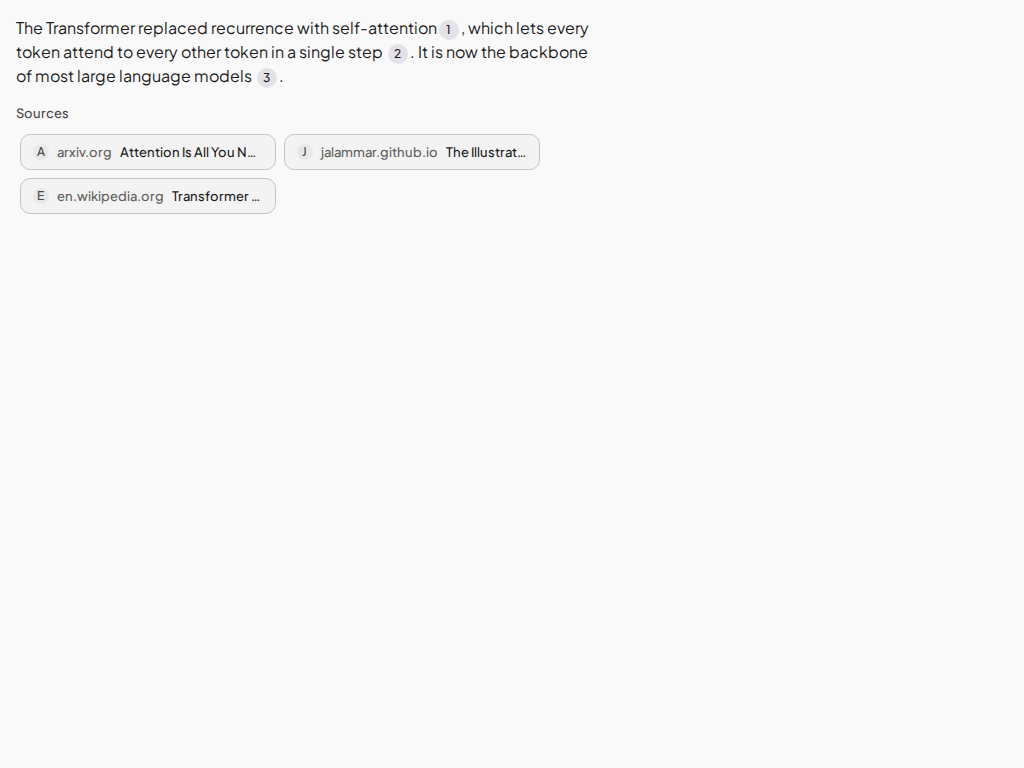 The Transformer replaced recurrence with self-attention 1 , which lets every
token attend to every other token in a single step 2 . It is now the backbone
of most large language models 3 .
Sources
A arxiv.org Attention Is All You N…
J jalammar.github.io The Illustrat…
E en.wikipedia.org Transformer …